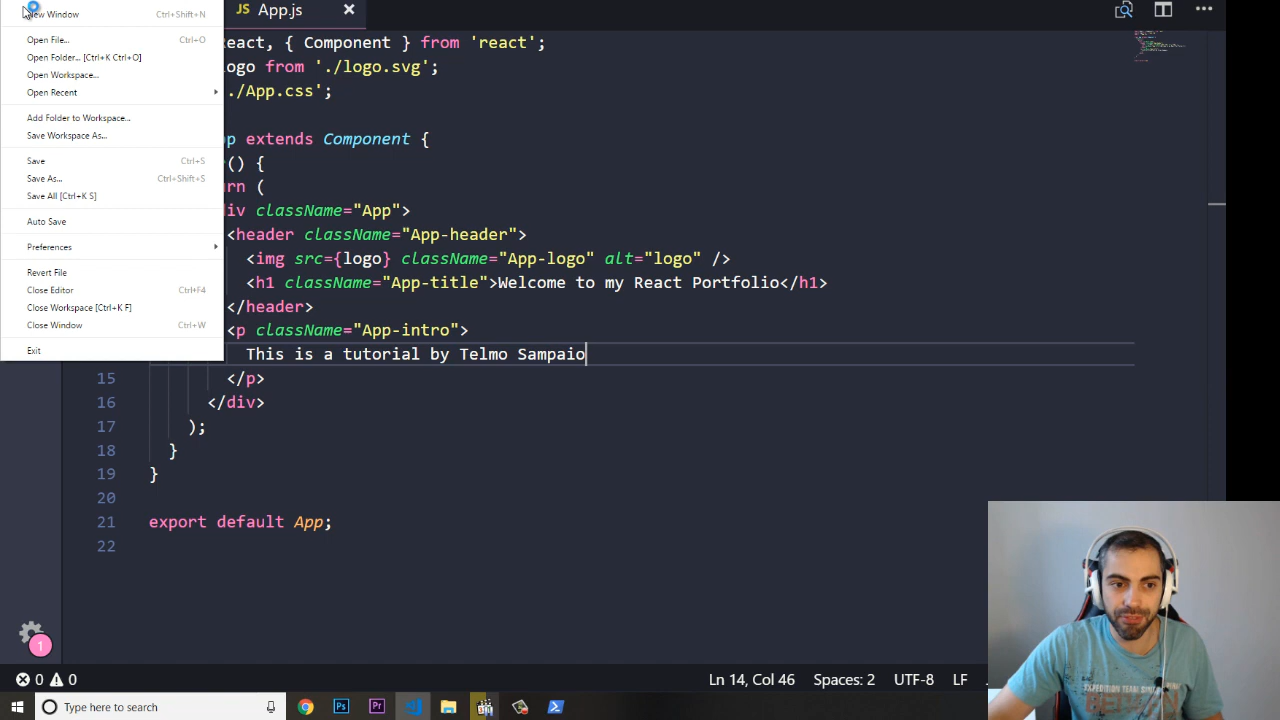 New Window Ctrl+Shift+N
Open File... Ctrl+O
Open Folder... [Ctrl+K Ctrl+O]
Open Workspace...
Open Recent
Add Folder to Workspace...
Save Workspace As...
Save Ctrl+S
Save As... Ctrl+Shift+S
Save All [Ctrl+K S]
Auto Save
Preferences
Revert File
Close Editor Ctrl+F4
Close Workspace [Ctrl+K F]
Close Window Ctrl+W
Exit
JS App.js
eact, { Component } from 'react';
ogo from './logo.svg';
./App.css';
p extends Component {
() {
urn (
iv className="App">
<header className="App-header">
<img src={logo} className="App-logo" alt="logo" />
<h1 className="App-title">Welcome to my React Portfolio</h1>
</header>
<p className="App-intro">
This is a tutorial by Telmo Sampaio
15 </p>
16 </div>
17 );
18 }
19 }
20
21 export default App;
22
1
0 0
Ln 14, Col 46 Spaces: 2 UTF-8 LF
Type here to search
Ps
Pr